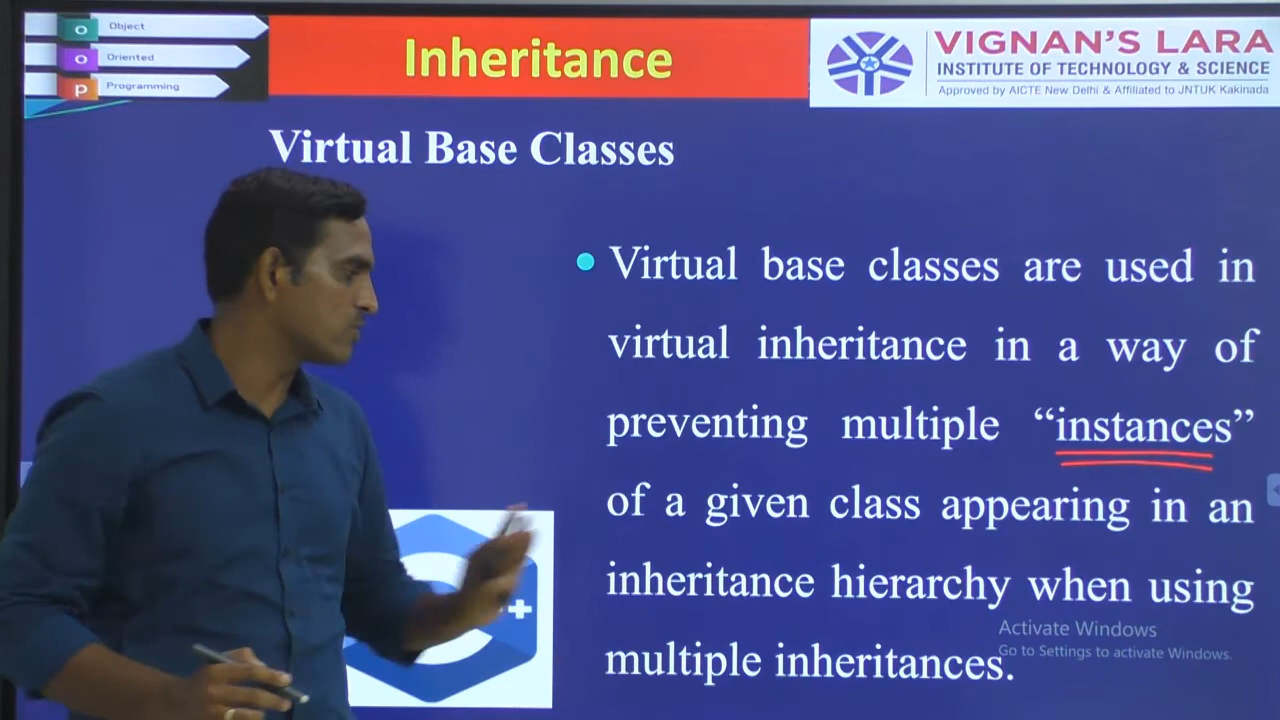 O Object
O Oriented
P Programming
Inheritance
VIGNAN'S LARA
INSTITUTE OF TECHNOLOGY & SCIENCE
Approved by AICTE New Delhi & Affiliated to JNTUK Kakinada
Virtual Base Classes
• Virtual base classes are used in
virtual inheritance in a way of
preventing multiple “instances”
of a given class appearing in an
inheritance hierarchy when using
multiple inheritances.
Activate Windows
Go to Settings to activate Windows.
+